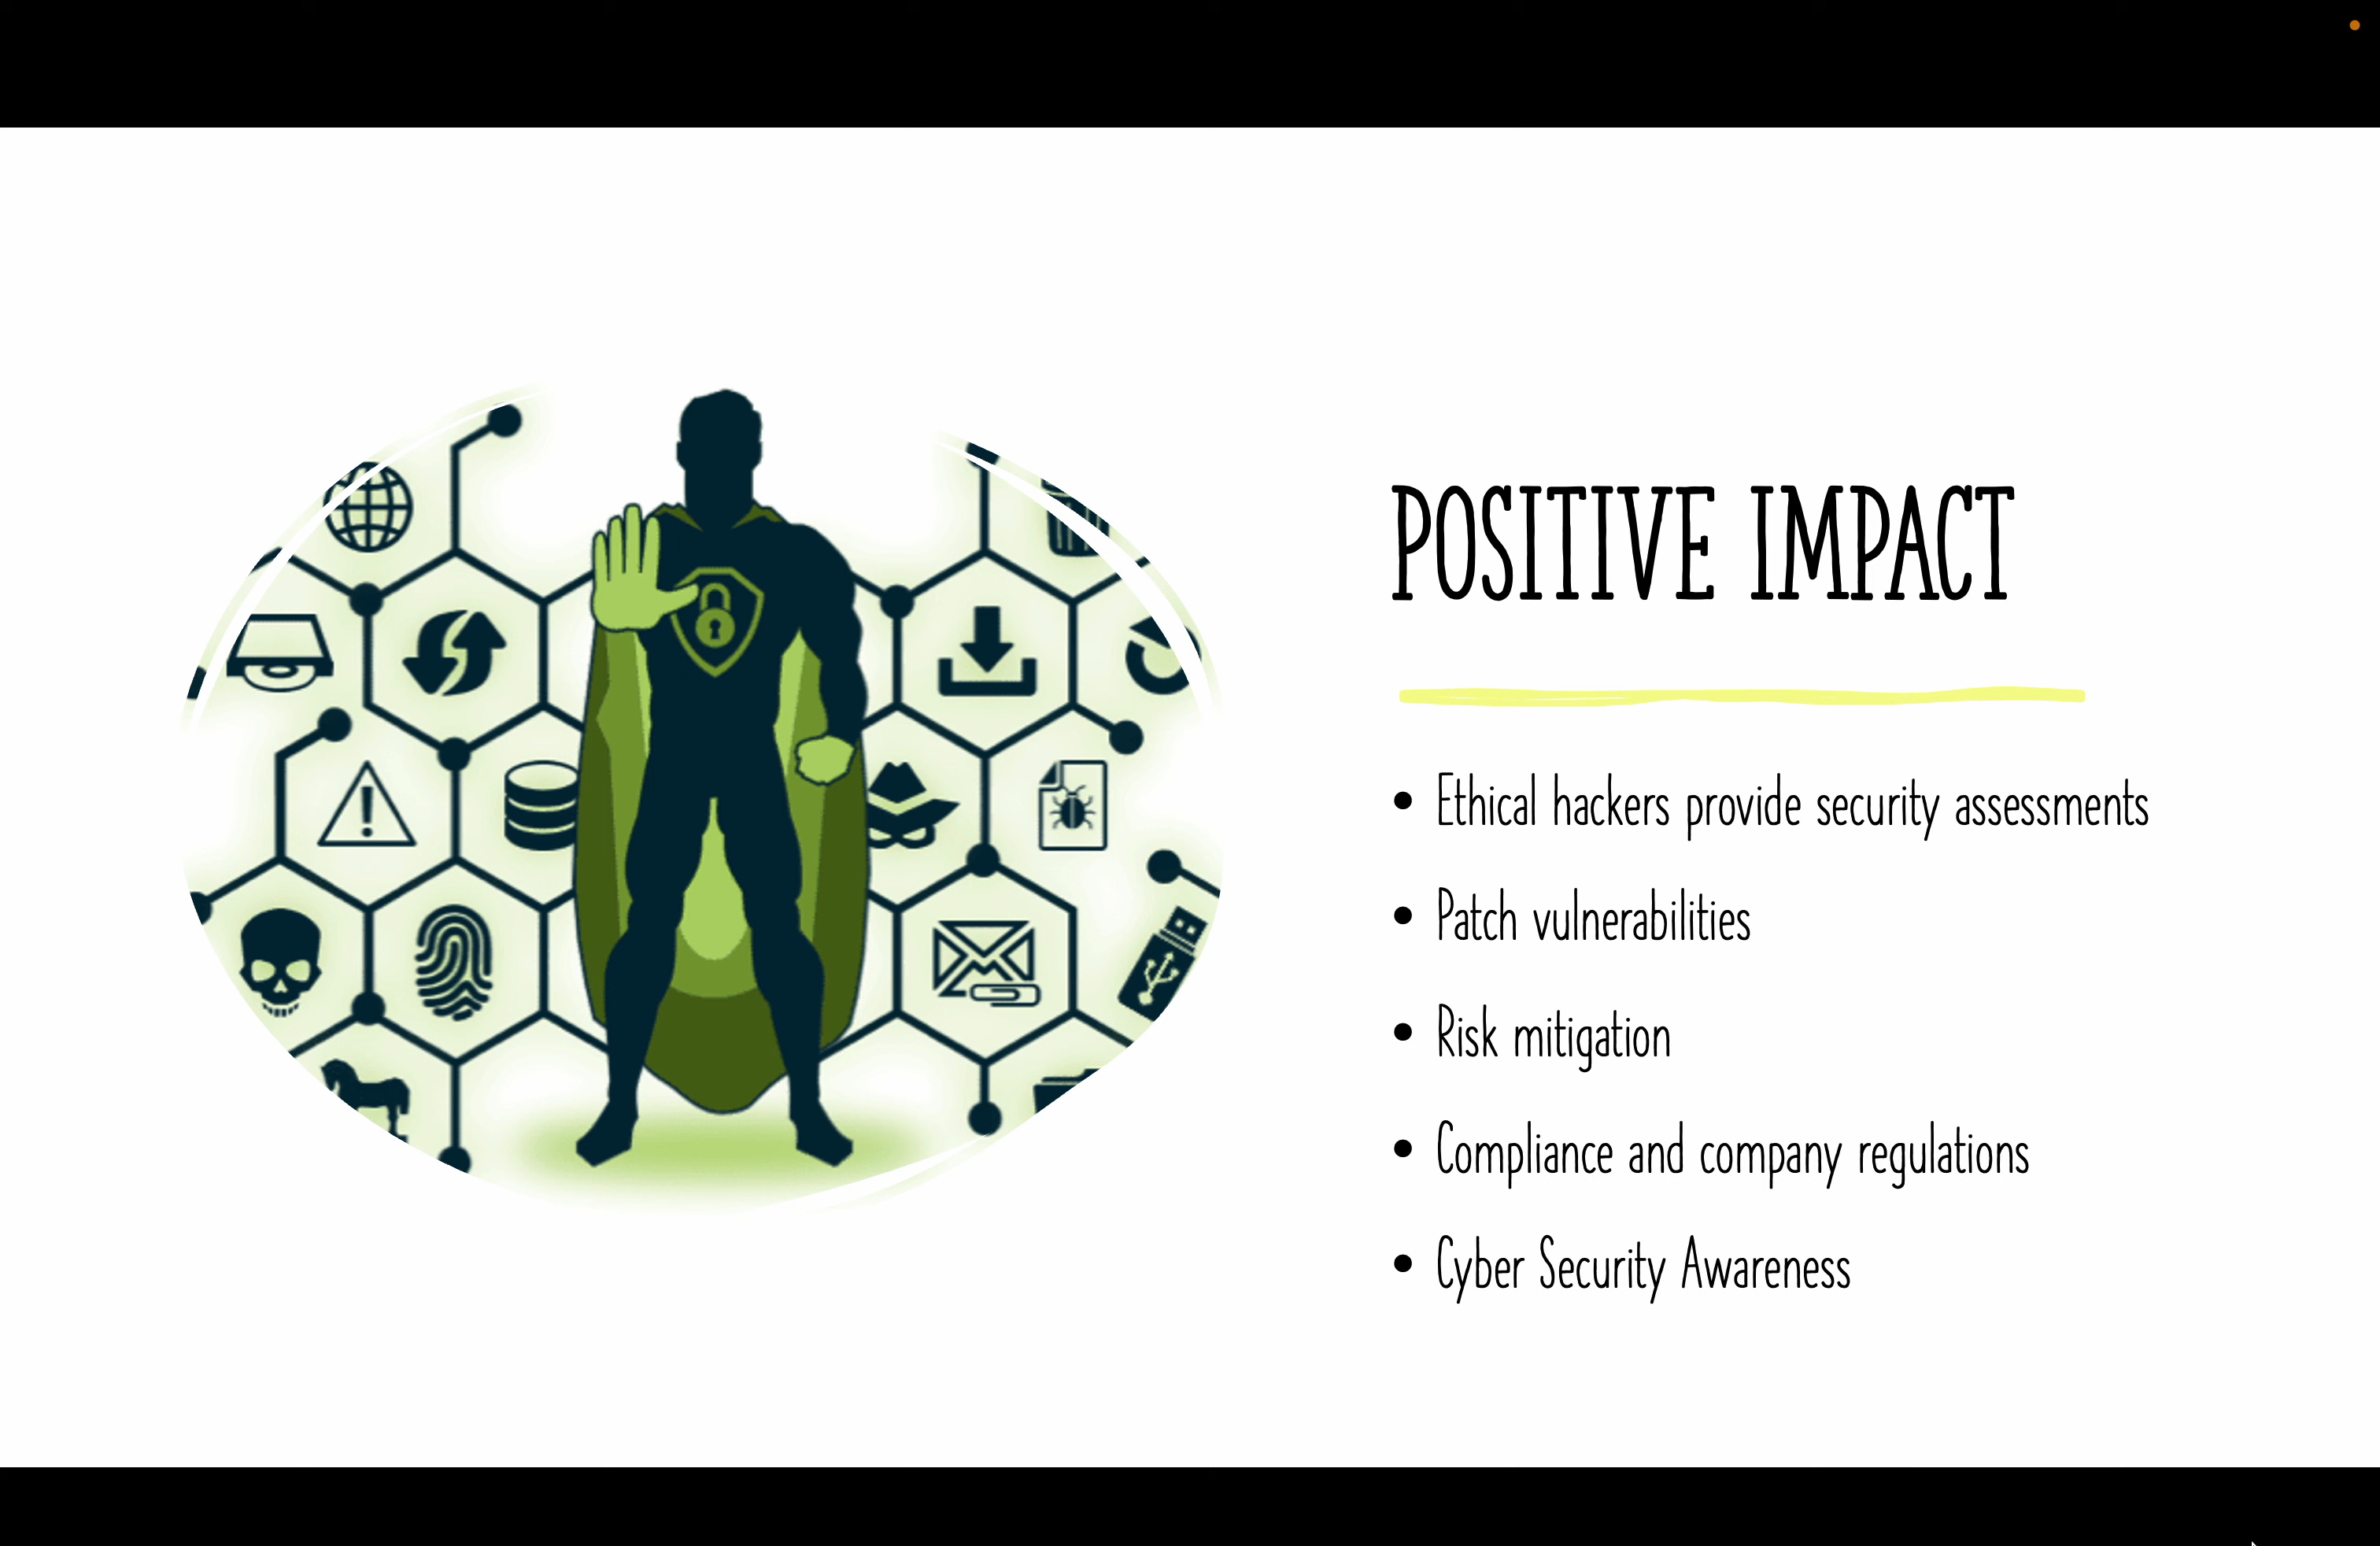 POSITIVE IMPACT
• Ethical hackers provide security assessments
• Patch vulnerabilities
• Risk mitigation
• Compliance and company regulations
• Cyber Security Awareness